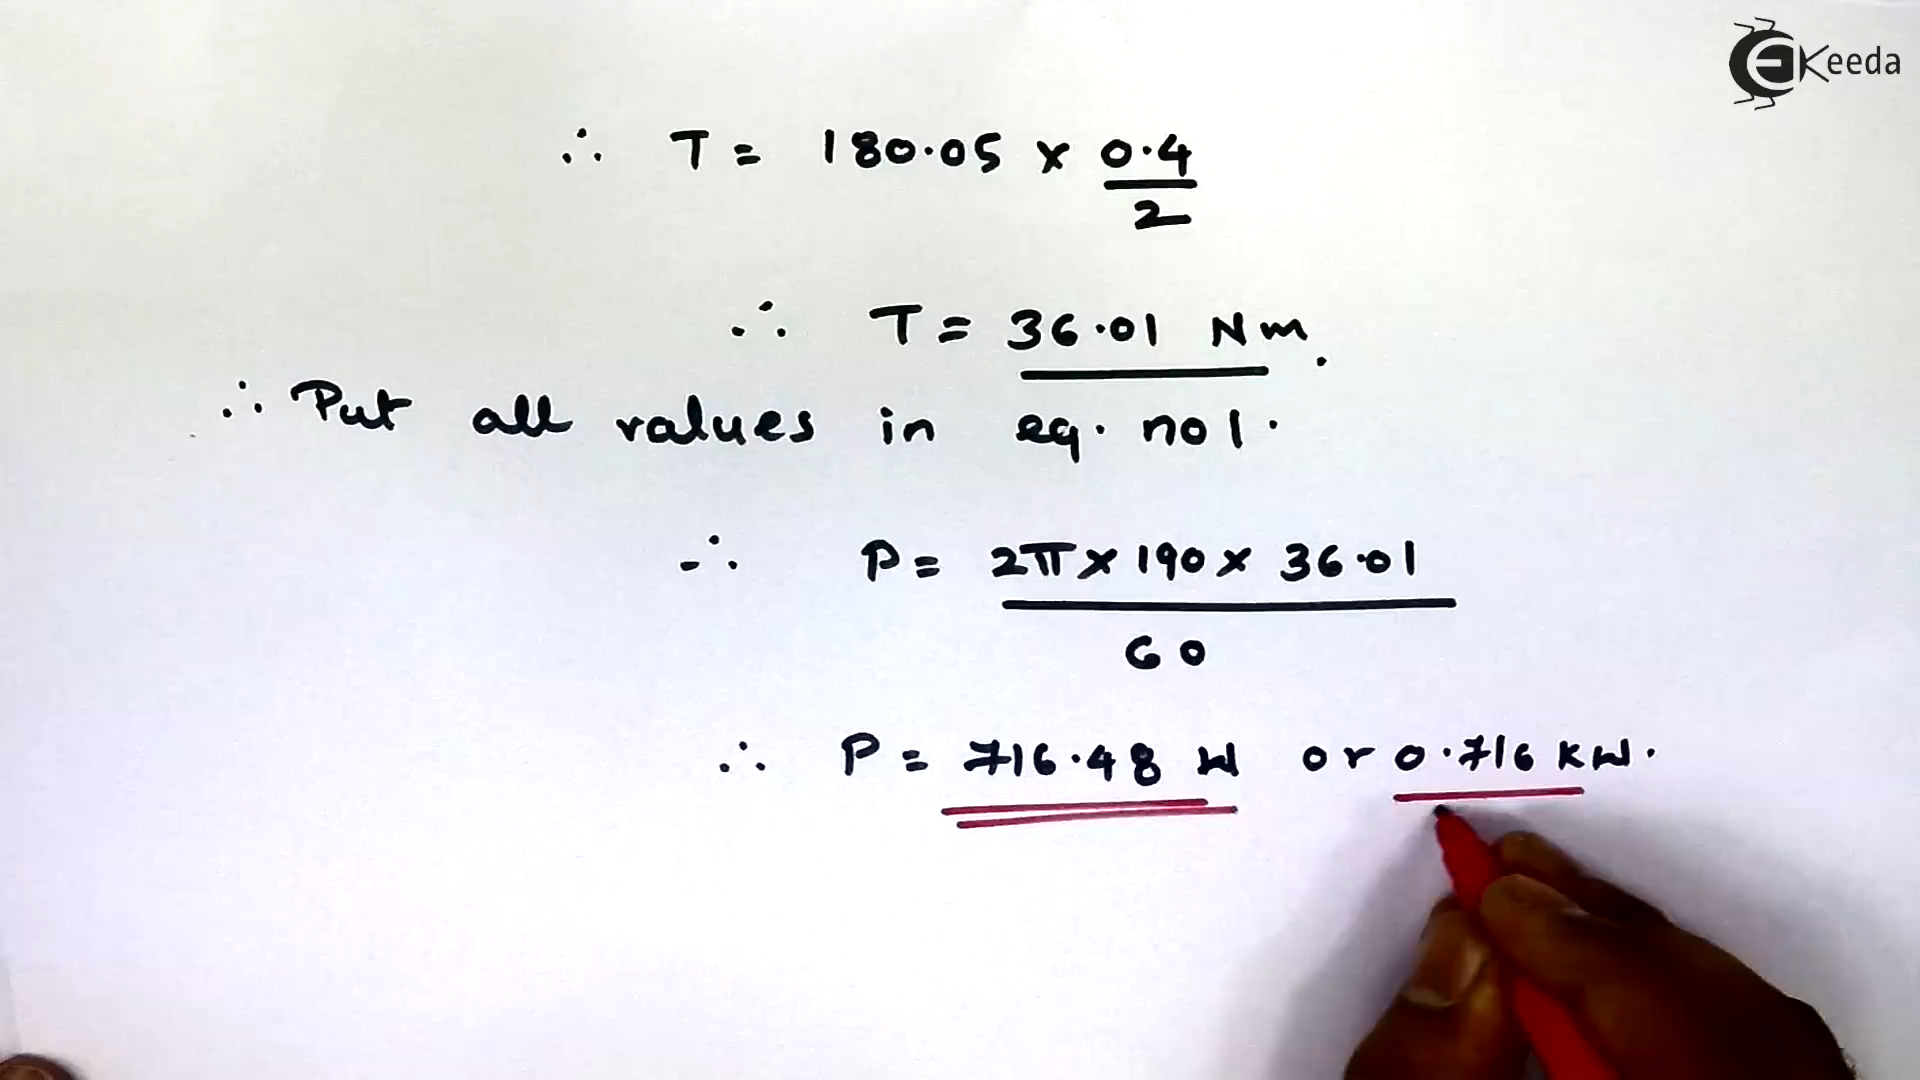 eKeeda
∴ T = 180.05 x 0.4/2
∴ T = 36.01 Nm.
∴ Put all values in eq. no 1.
∴ P = 2π x 190 x 36.01 / 60
∴ P = 716.48 W or 0.716 KW.